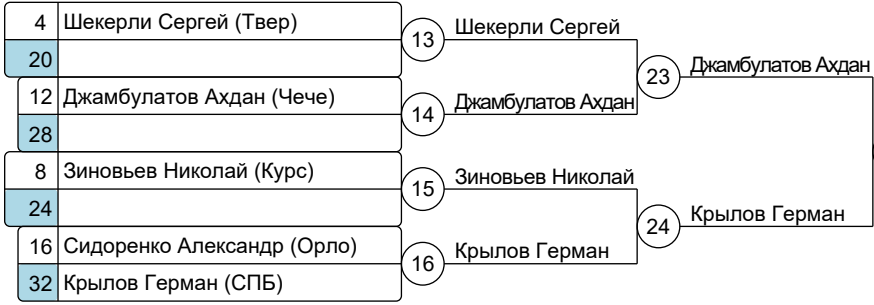 4 Шекерли Сергей (Твер)
20
12 Джамбулатов Ахдан (Чече)
28
8 Зиновьев Николай (Курс)
24
16 Сидоренко Александр (Орло)
32 Крылов Герман (СПБ)
13 Шекерли Сергей
14 Джамбулатов Ахдан
15 Зиновьев Николай
16 Крылов Герман
23 Джамбулатов Ахдан
24 Крылов Герман